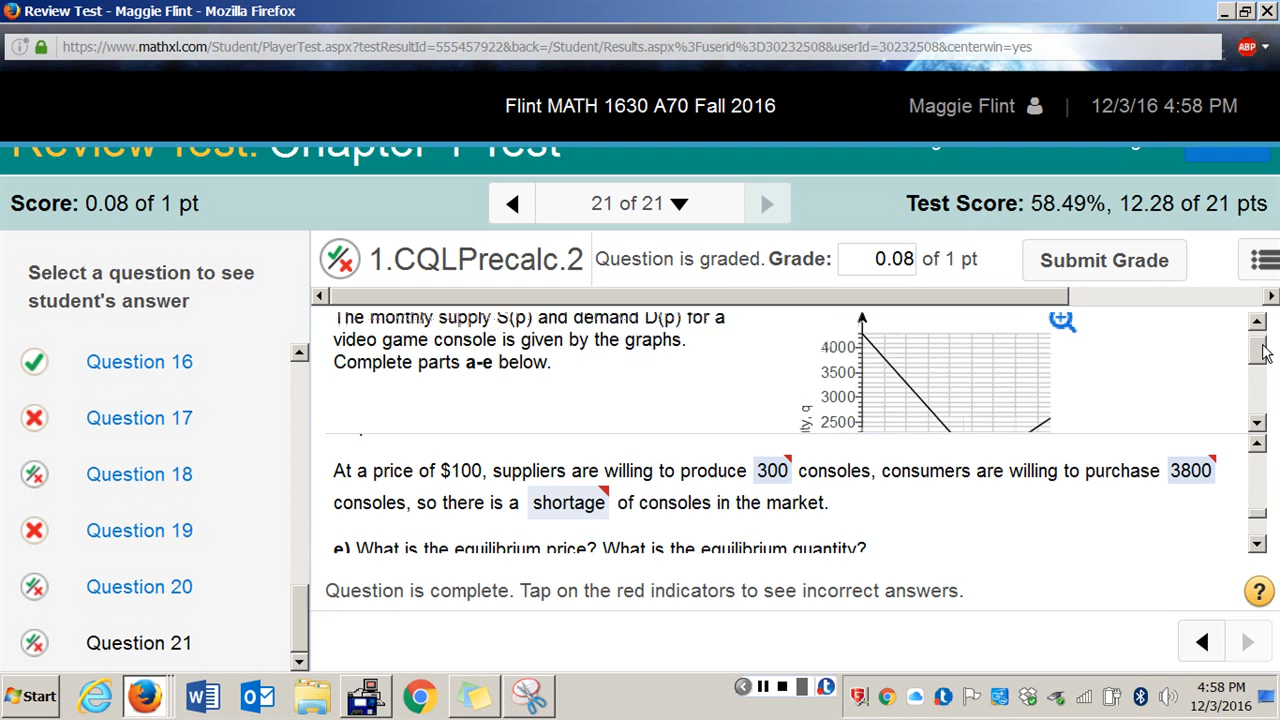 Review Test - Maggie Flint - Mozilla Firefox
https://www.mathxl.com/Student/PlayerTest.aspx?testResultId=555457922&back=/Student/Results.aspx%3Fuserid%3D30232508&userId=30232508&centerwin=yes
ABP
Flint MATH 1630 A70 Fall 2016
Maggie Flint
12/3/16 4:58 PM
Review Test: Chapter 1 Test
Score: 0.08 of 1 pt
21 of 21
Test Score: 58.49%, 12.28 of 21 pts
Select a question to see
student's answer
Question 16
Question 17
Question 18
Question 19
Question 20
Question 21
1.CQLPrecalc.2
Question is graded. Grade: 0.08 of 1 pt
Submit Grade
The monthly supply S(p) and demand D(p) for a
video game console is given by the graphs.
Complete parts a-e below.
4000
3500
3000
2500
ity, q
At a price of $100, suppliers are willing to produce 300 consoles, consumers are willing to purchase 3800
consoles, so there is a shortage of consoles in the market.
e) What is the equilibrium price? What is the equilibrium quantity?
Question is complete. Tap on the red indicators to see incorrect answers.
?
Start
4:58 PM
12/3/2016